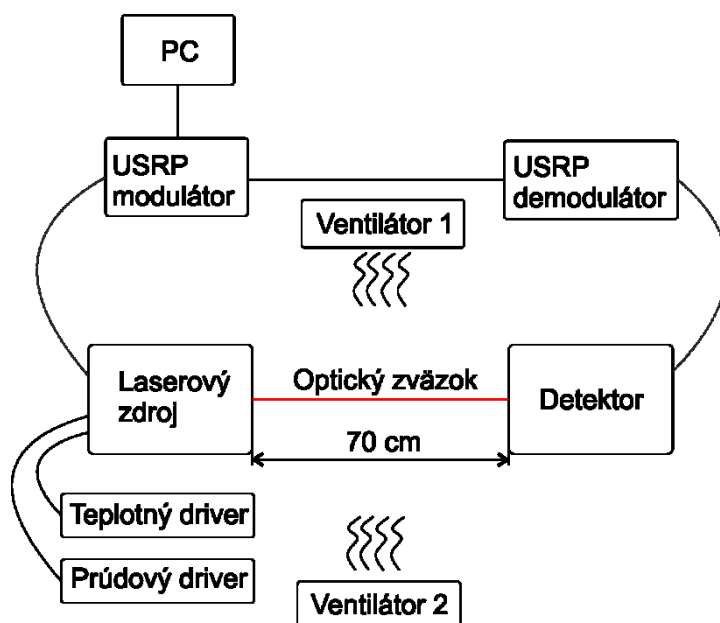 PC
USRP
modulátor
USRP
demodulátor
Ventilátor 1
Laserový
zdroj
Optický zväzok
Detektor
70 cm
Teplotný driver
Prúdový driver
Ventilátor 2